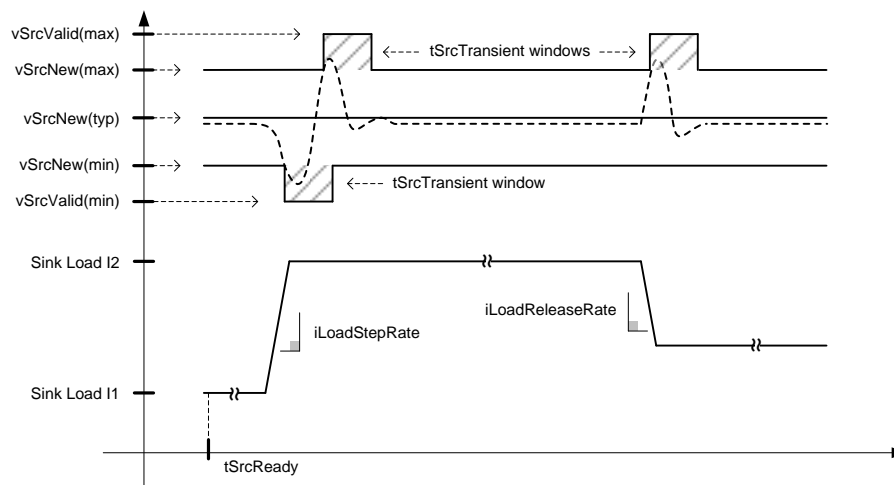 vSrcValid(max)
tSrcTransient windows
vSrcNew(max)
vSrcNew(typ)
vSrcNew(min)
tSrcTransient window
vSrcValid(min)
Sink Load I2
iLoadStepRate
iLoadReleaseRate
Sink Load I1
tSrcReady